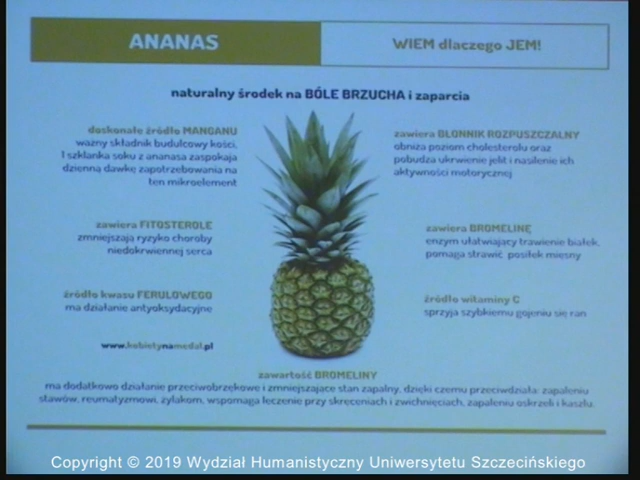 ANANAS
WIEM dlaczego JEM!
naturalny środek na BÓLE BRZUCHA i zaparcia
doskonałe źródło MANGANU
ważny składnik budulcowy kości,
1 szklanka soku z ananasa zaspokaja
dzienną dawkę zapotrzebowania na
ten mikroelement
zawiera FITOSTEROLE
zmniejszają ryzyko choroby
niedokrwiennej serca
źródło kwasu FERULOWEGO
ma działanie antyoksydacyjne
www.kobietynamedal.pl
zawiera BŁONNIK ROZPUSZCZALNY
obniża poziom cholesterolu oraz
pobudza ukrwienie jelit i nasilenie ich
aktywności motorycznej
zawiera BROMELINĘ
enzym ułatwiający trawienie białek,
pomaga strawić posiłek mięsny
źródło witaminy C
sprzyja szybkiemu gojeniu się ran
zawartość BROMELINY
ma dodatkowo działanie przeciwobrzękowe i zmniejszające stan zapalny, dzięki czemu przeciwdziała: zapaleniu
stawów, reumatyzmowi, żylakom, wspomaga leczenie przy skręceniach i zwichnięciach, zapaleniu oskrzeli i kaszlu.
Copyright © 2019 Wydział Humanistyczny Uniwersytetu Szczecińskiego